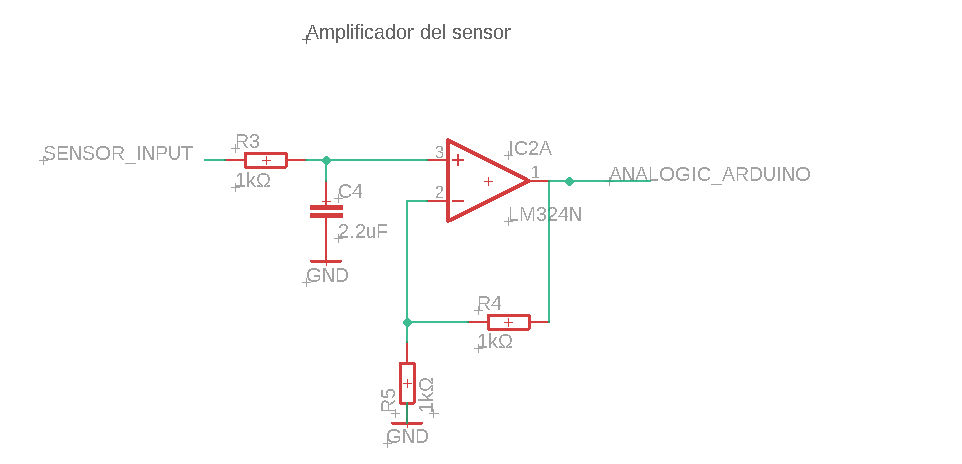 Amplificador del sensor
SENSOR_INPUT
R3
1kΩ
C4
2.2uF
GND
3
2
1
IC2A
LM324N
ANALOGIC_ARDUINO
R4
1kΩ
R5
1kΩ
GND